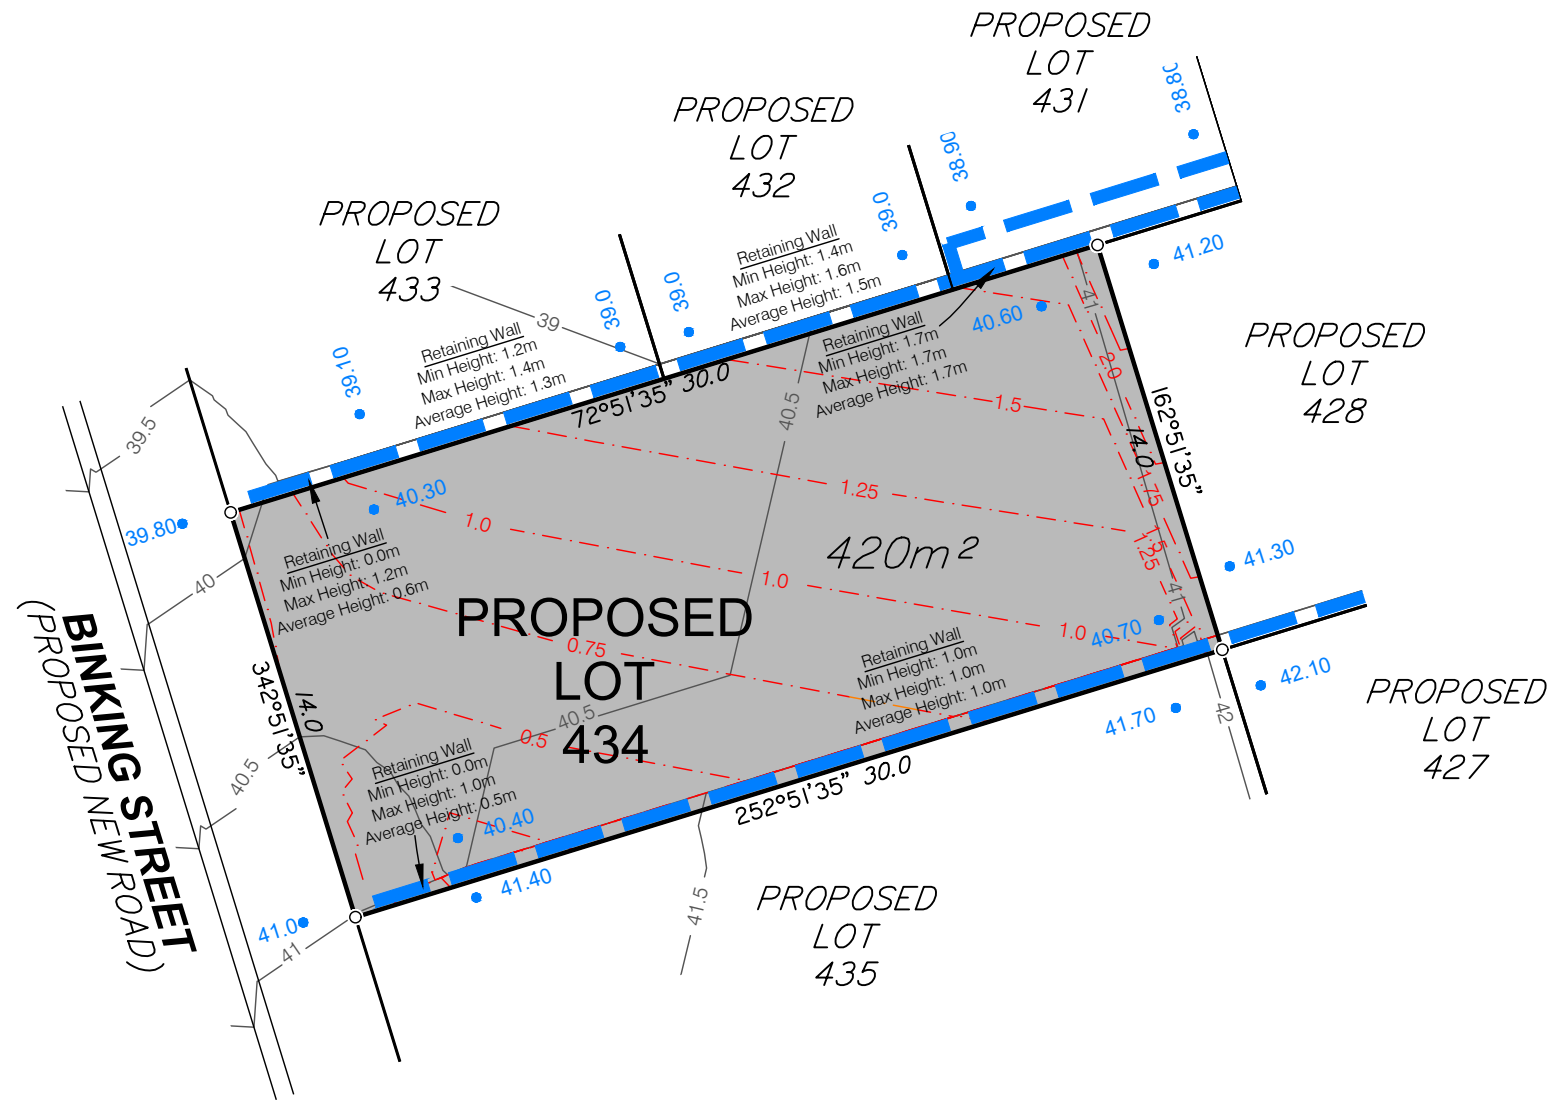 PROPOSED
LOT
431
38.80
PROPOSED
LOT
432
38.90
39.0
41.20
PROPOSED
LOT
433
Retaining Wall
Min Height: 1.4m
Max Height: 1.6m
Average Height: 1.5m
39.0
39.0
39
39.10
Retaining Wall
Min Height: 1.2m
Max Height: 1.4m
Average Height: 1.3m
Retaining Wall
Min Height: 1.7m
Max Height: 1.7m
Average Height: 1.7m
40.60
41
2.0
PROPOSED
LOT
428
72°51'35" 30.0
40.5
1.5
162°51'35"
14.0
39.5
40.30
1.25
1.75
1.5
1.25
1.0
39.80
Retaining Wall
Min Height: 0.0m
Max Height: 1.2m
Average Height: 0.6m
420m²
41.30
40
1.0
41
PROPOSED
LOT
434
0.75
1.0
40.70
BINKING STREET
(PROPOSED NEW ROAD)
342°51'35"
14.0
Retaining Wall
Min Height: 1.0m
Max Height: 1.0m
Average Height: 1.0m
42.10
41.70
42
PROPOSED
LOT
427
40.5
0.5
40.5
Retaining Wall
Min Height: 0.0m
Max Height: 1.0m
Average Height: 0.5m
40.40
252°51'35" 30.0
41.40
41.5
41.0
41
PROPOSED
LOT
435